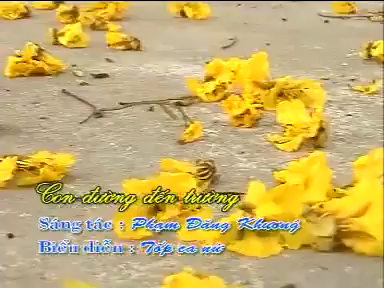 Con đường đến trường
Sáng tác : Phạm Đăng Khương
Biểu diễn : Tốp ca nữ